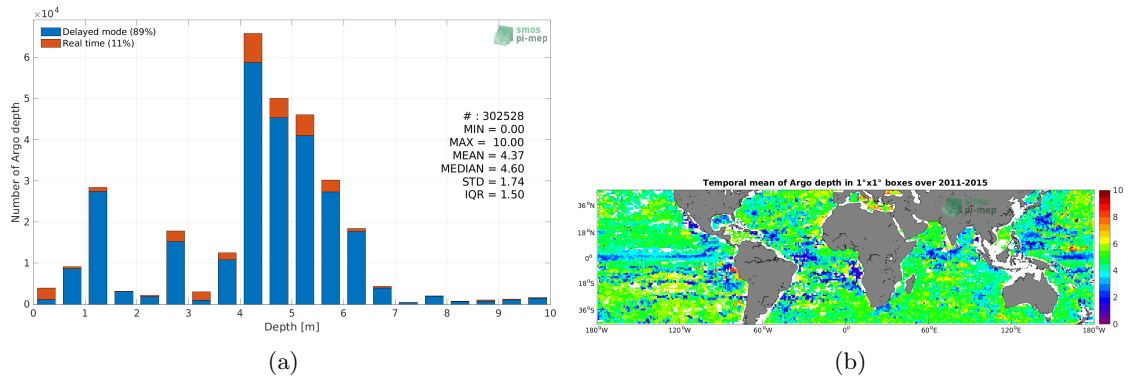 ×10⁴
Delayed mode (89%)
Real time (11%)
smos
pi-mep
6
5
4
3
2
1
0
Number of Argo depth
# : 302528
MIN = 0.00
MAX = 10.00
MEAN = 4.37
MEDIAN = 4.60
STD = 1.74
IQR = 1.50
0 1 2 3 4 5 6 7 8 9 10
Depth [m]
(a)
Temporal mean of Argo depth in 1°x1° boxes over 2011-2015
smos
pi-mep
36°N
18°N
0°
18°S
36°S
180°W 120°W 60°W 0° 60°E 120°E 180°W
10
8
6
4
2
0
(b)